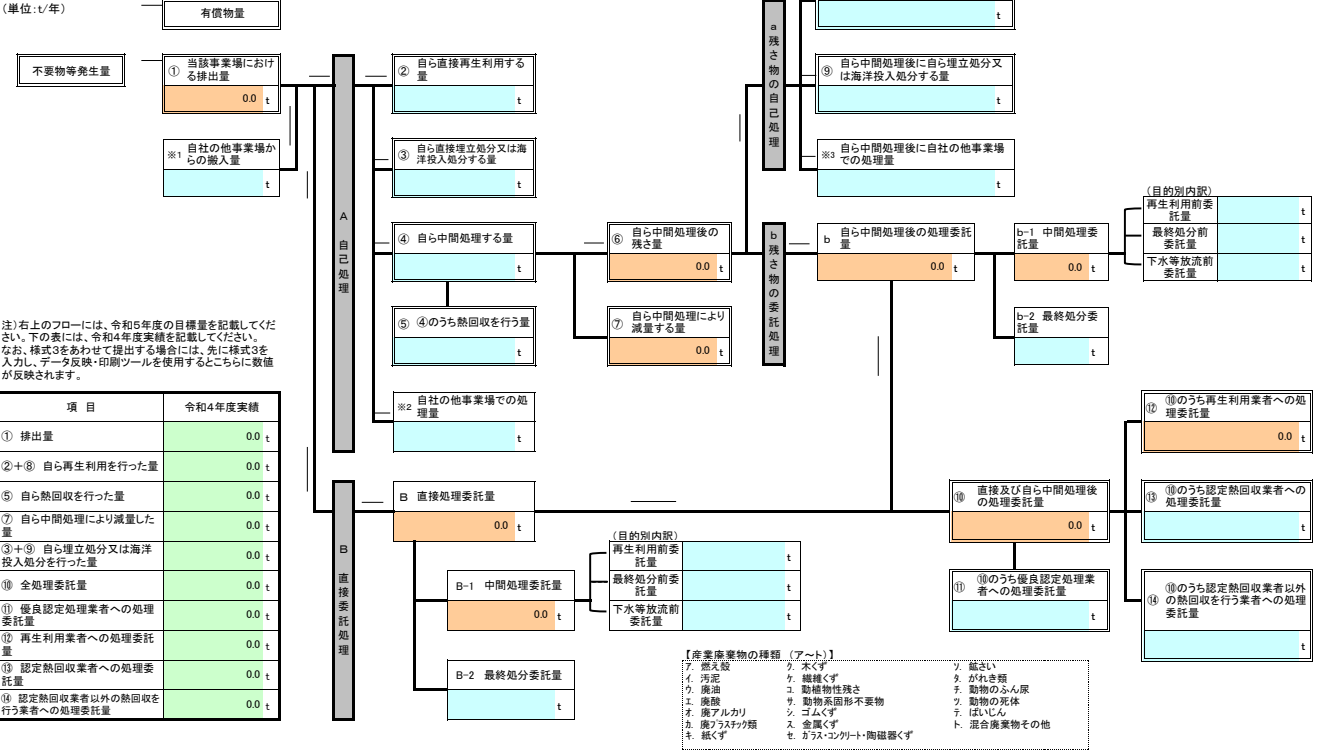 (単位:t/年)
有償物量
不要物等発生量
① 当該事業場におけ
る排出量
0.0 t
※1 自社の他事業場か
らの搬入量
t
A
自
己
処
理
② 自ら直接再生利用する
量
t
③ 自ら直接埋立処分又は海
洋投入処分する量
t
④ 自ら中間処理する量
t
⑤ ④のうち熱回収を行う量
t
※2 自社の他事業場での処
理量
t
⑥ 自ら中間処理後の
残さ量
0.0 t
⑦ 自ら中間処理により
減量する量
0.0 t
a
残
さ
物
の
自
己
処
理
t
⑨ 自ら中間処理後に自ら埋立処分又
は海洋投入処分する量
t
※3 自ら中間処理後に自社の他事業場
での処理量
t
b
残
さ
物
の
委
託
処
理
b 自ら中間処理後の処理委託
量
0.0 t
b-1 中間処理委
託量
0.0 t
b-2 最終処分委
託量
t
(目的別内訳)
再生利用前委
託量
t
最終処分前
委託量
t
下水等放流前
委託量
t
注)右上のフローには、令和5年度の目標量を記載してくだ
さい。下の表には、令和4年度実績を記載してください。
なお、様式3をあわせて提出する場合には、先に様式3を
入力し、データ反映・印刷ツールを使用するとこちらに数値
が反映されます。
項 目 令和4年度実績
① 排出量 0.0 t
②+⑧ 自ら再生利用を行った量 0.0 t
⑤ 自ら熱回収を行った量 0.0 t
⑦ 自ら中間処理により減量した
量 0.0 t
③+⑨ 自ら埋立処分又は海洋
投入処分を行った量 0.0 t
⑩ 全処理委託量 0.0 t
⑪ 優良認定処理業者への処理
委託量 0.0 t
⑫ 再生利用業者への処理委託
量 0.0 t
⑬ 認定熱回収業者への処理委
託量 0.0 t
⑭ 認定熱回収業者以外の熱回収を
行う業者への処理委託量 0.0 t
B
直
接
委
託
処
理
B 直接処理委託量
0.0 t
B-1 中間処理委託量
0.0 t
B-2 最終処分委託量
t
(目的別内訳)
再生利用前委
託量
t
最終処分前委
託量
t
下水等放流前
委託量
t
⑩ 直接及び自ら中間処理後
の処理委託量
0.0 t
⑪ ⑩のうち優良認定処理業
者への処理委託量
t
⑫ ⑩のうち再生利用業者への処
理委託量
0.0 t
⑬ ⑩のうち認定熱回収業者への
処理委託量
t
⑭ ⑩のうち認定熱回収業者以外
の熱回収を行う業者への処理
委託量
t
【産業廃棄物の種類 (ア~ト)】
ア. 燃え殻 ク. 木くず ソ. 鉱さい
イ. 汚泥 ケ. 繊維くず タ. がれき類
ウ. 廃油 コ. 動植物性残さ チ. 動物のふん尿
エ. 廃酸 サ. 動物系固形不要物 ツ. 動物の死体
オ. 廃アルカリ シ. ゴムくず テ. ばいじん
カ. 廃プラスチック類 ス. 金属くず ト. 混合廃棄物その他
キ. 紙くず セ. ガラス・コンクリート・陶磁器くず